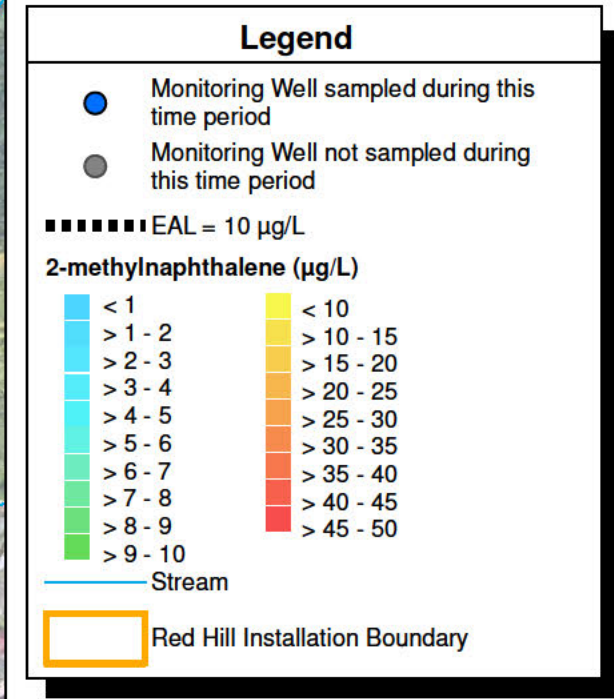 Legend
Monitoring Well sampled during this
time period
Monitoring Well not sampled during
this time period
EAL = 10 µg/L
2-methylnaphthalene (µg/L)
< 1
> 1 - 2
> 2 - 3
> 3 - 4
> 4 - 5
> 5 - 6
> 6 - 7
> 7 - 8
> 8 - 9
> 9 - 10
< 10
> 10 - 15
> 15 - 20
> 20 - 25
> 25 - 30
> 30 - 35
> 35 - 40
> 40 - 45
> 45 - 50
Stream
Red Hill Installation Boundary